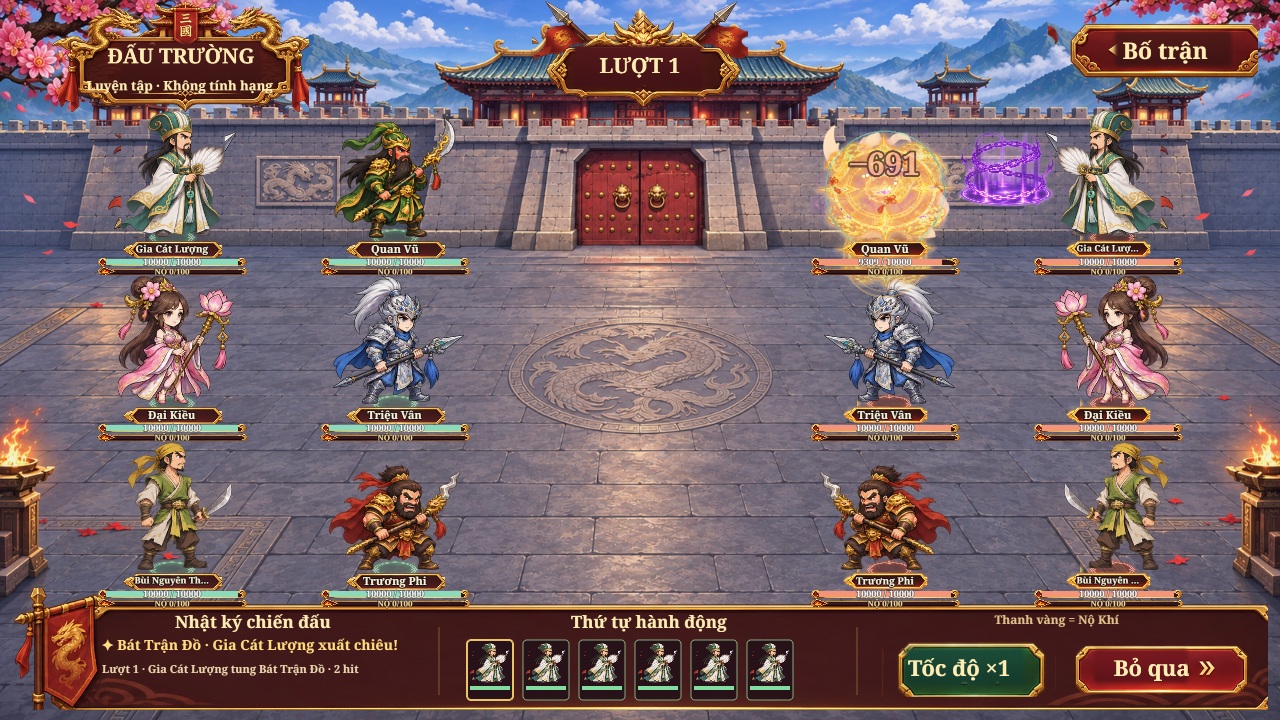 三國
ĐẤU TRƯỜNG
Luyện tập · Không tính hạng
LƯỢT 1
Bố trận
-691
Gia Cát Lượng
10000 / 10000
NỘ 0/100
Quan Vũ
10000 / 10000
NỘ 0/100
Quan Vũ
9309 / 10000
NỘ 0/100
Gia Cát Lượ...
10000 / 10000
NỘ 0/100
Đại Kiều
10000 / 10000
NỘ 0/100
Triệu Vân
10000 / 10000
NỘ 0/100
Triệu Vân
10000 / 10000
NỘ 0/100
Đại Kiều
10000 / 10000
NỘ 0/100
Bùi Nguyên Th...
10000 / 10000
NỘ 0/100
Trương Phi
10000 / 10000
NỘ 0/100
Trương Phi
10000 / 10000
NỘ 0/100
Bùi Nguyên ...
10000 / 10000
NỘ 0/100
Nhật ký chiến đấu
✦ Bát Trận Đồ · Gia Cát Lượng xuất chiêu!
Lượt 1 · Gia Cát Lượng tung Bát Trận Đồ · 2 hit
Thứ tự hành động
Thanh vàng = Nộ Khí
Tốc độ ×1
Bỏ qua »